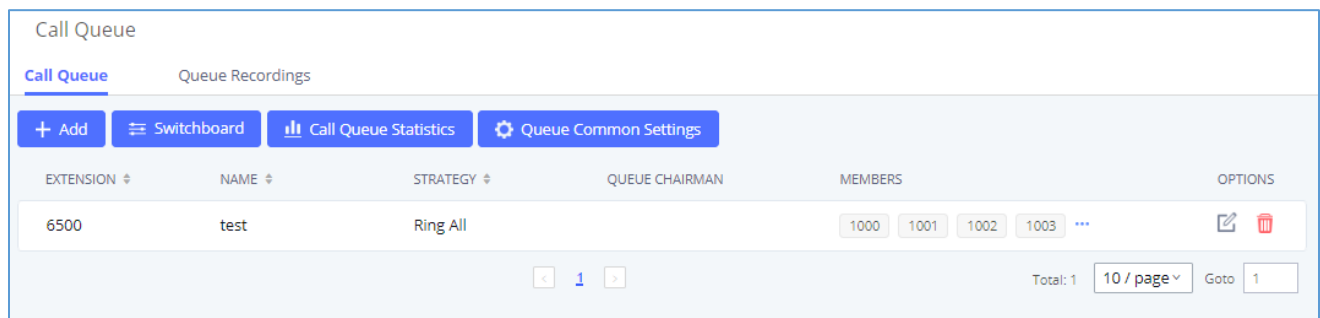 Call Queue
Call Queue Queue Recordings
+ Add Switchboard Call Queue Statistics Queue Common Settings
EXTENSION NAME STRATEGY QUEUE CHAIRMAN MEMBERS OPTIONS
6500 test Ring All 1000 1001 1002 1003 •••
< 1 > Total: 1 10 / page Goto 1